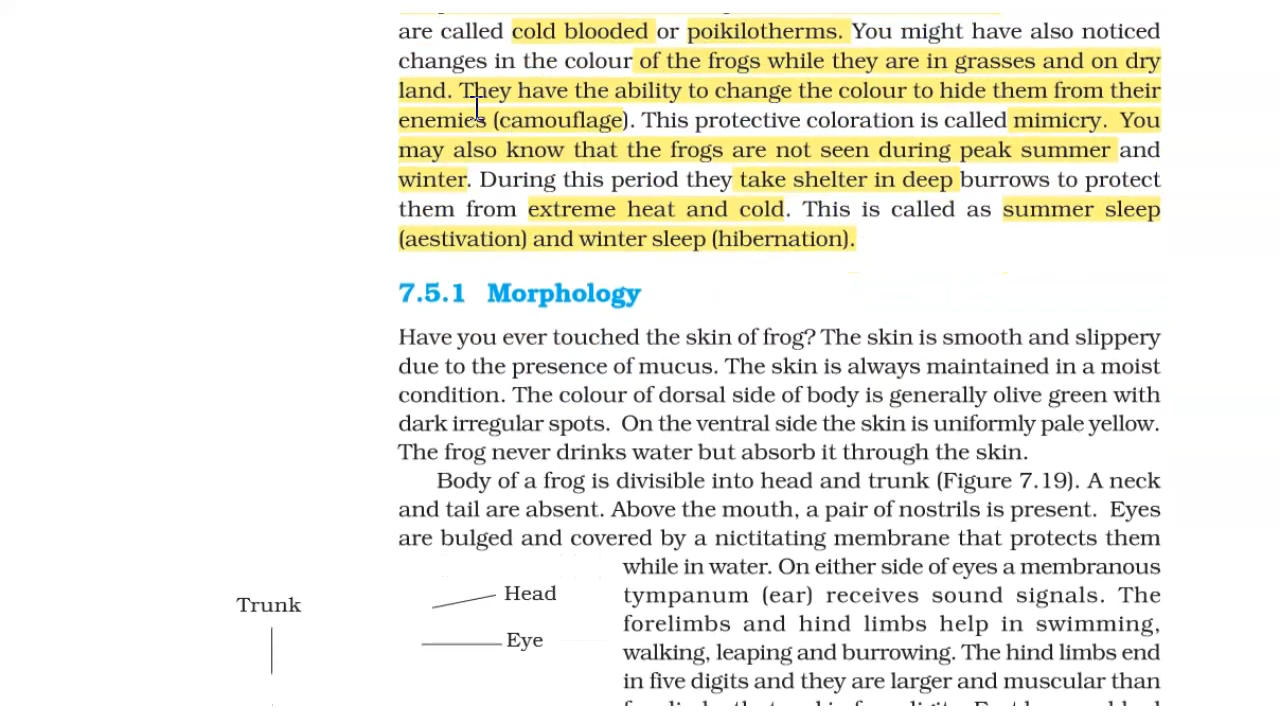 are called cold blooded or poikilotherms. You might have also noticed
changes in the colour of the frogs while they are in grasses and on dry
land. They have the ability to change the colour to hide them from their
enemies (camouflage). This protective coloration is called mimicry. You
may also know that the frogs are not seen during peak summer and
winter. During this period they take shelter in deep burrows to protect
them from extreme heat and cold. This is called as summer sleep
(aestivation) and winter sleep (hibernation).
7.5.1 Morphology
Have you ever touched the skin of frog? The skin is smooth and slippery
due to the presence of mucus. The skin is always maintained in a moist
condition. The colour of dorsal side of body is generally olive green with
dark irregular spots. On the ventral side the skin is uniformly pale yellow.
The frog never drinks water but absorb it through the skin.
Body of a frog is divisible into head and trunk (Figure 7.19). A neck
and tail are absent. Above the mouth, a pair of nostrils is present. Eyes
are bulged and covered by a nictitating membrane that protects them
while in water. On either side of eyes a membranous
tympanum (ear) receives sound signals. The
forelimbs and hind limbs help in swimming,
walking, leaping and burrowing. The hind limbs end
in five digits and they are larger and muscular than
Head
Trunk
Eye